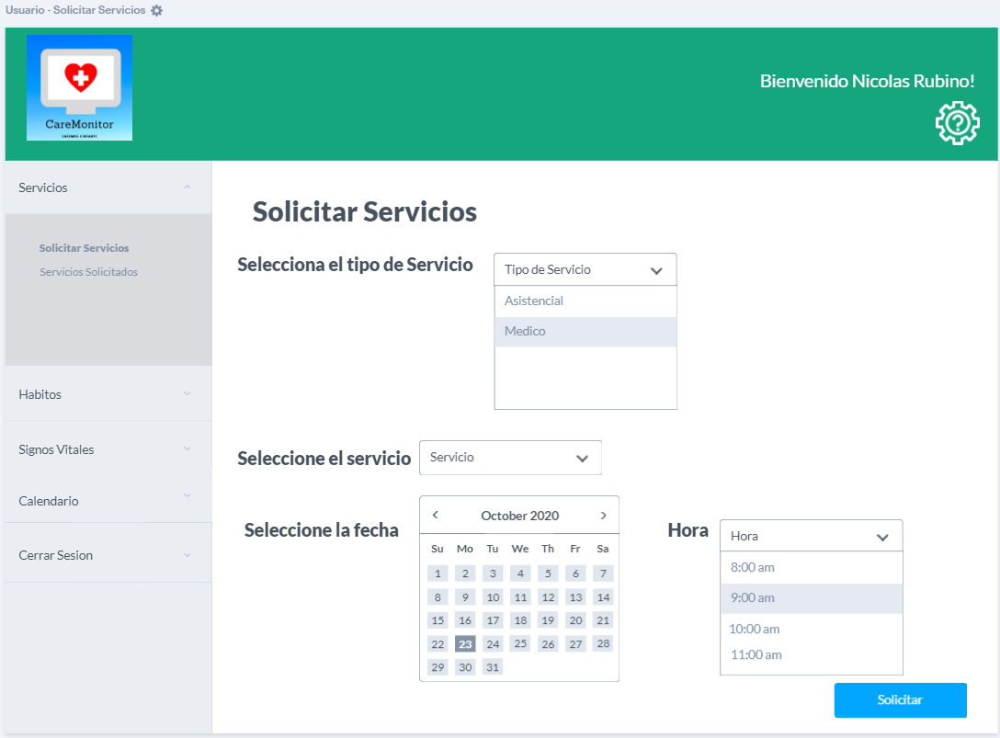 Usuario - Solicitar Servicios
Bienvenido Nicolas Rubino!
CareMonitor
Servicios
Solicitar Servicios
Servicios Solicitados
Habitos
Signos Vitales
Calendario
Cerrar Sesion
Solicitar Servicios
Selecciona el tipo de Servicio
Tipo de Servicio
Asistencial
Medico
Seleccione el servicio
Servicio
Seleccione la fecha
October 2020
Su Mo Tu We Th Fr Sa
1 2 3 4 5 6 7
8 9 10 11 12 13 14
15 16 17 18 19 20 21
22 23 24 25 26 27 28
29 30 31
Hora
Hora
8:00 am
9:00 am
10:00 am
11:00 am
Solicitar